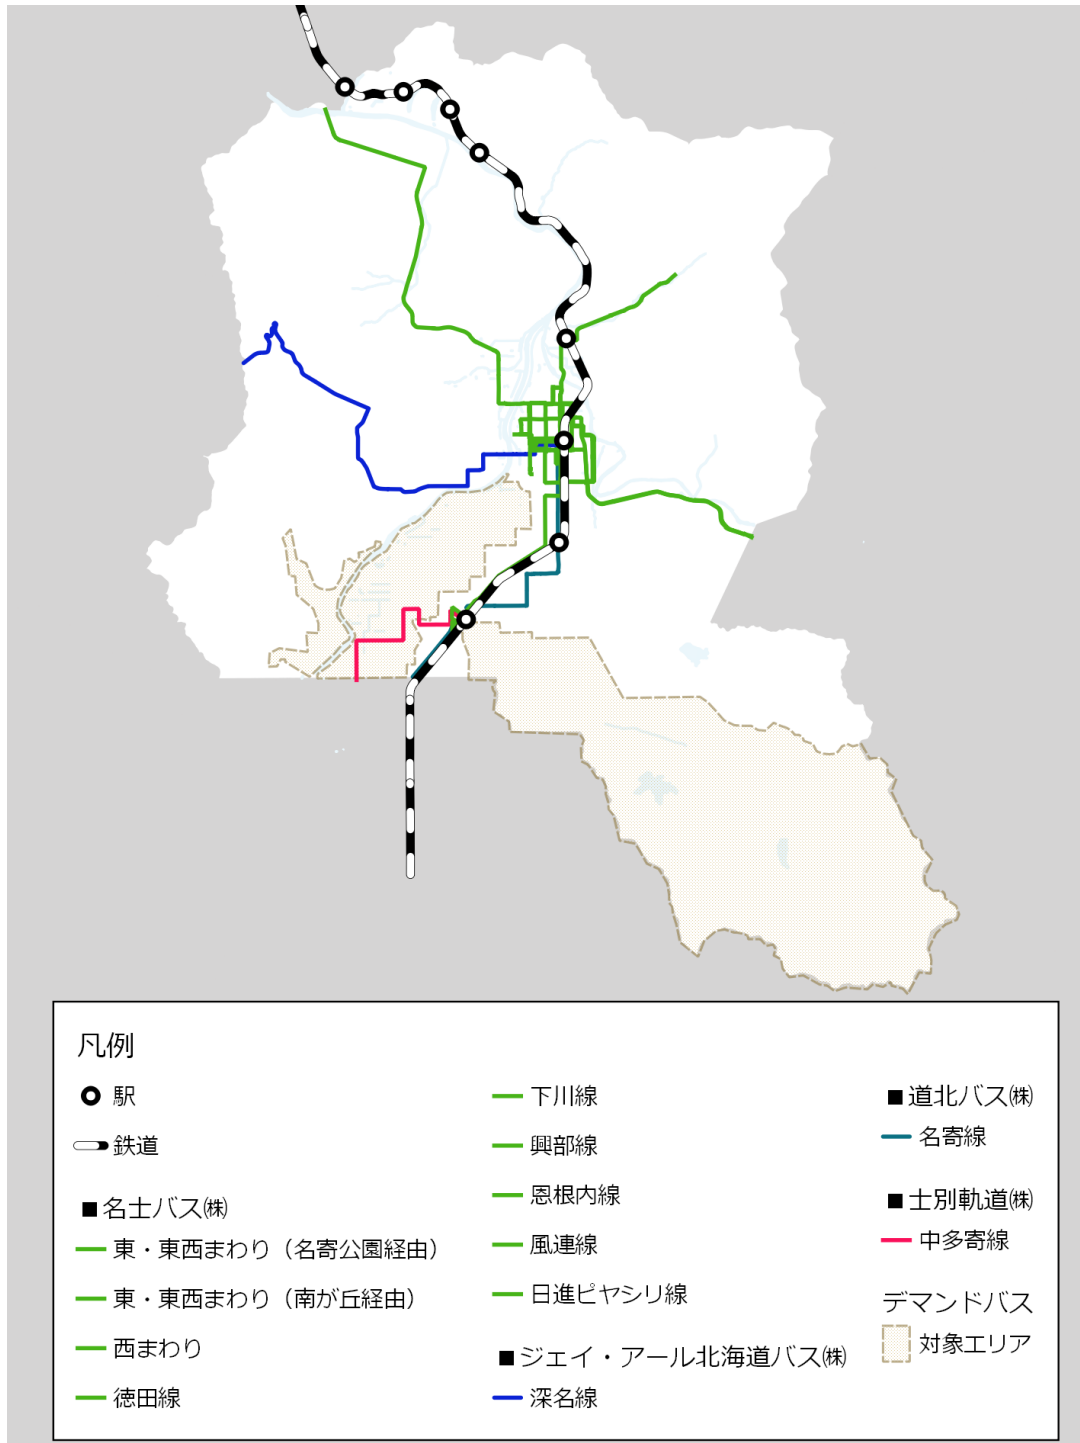 凡例
駅
鉄道
■名士バス㈱
東・東西まわり（名寄公園経由）
東・東西まわり（南が丘経由）
西まわり
徳田線
下川線
興部線
恩根内線
風連線
日進ピヤシリ線
■ジェイ・アール北海道バス㈱
深名線
■道北バス㈱
名寄線
■士別軌道㈱
中多寄線
デマンドバス
対象エリア